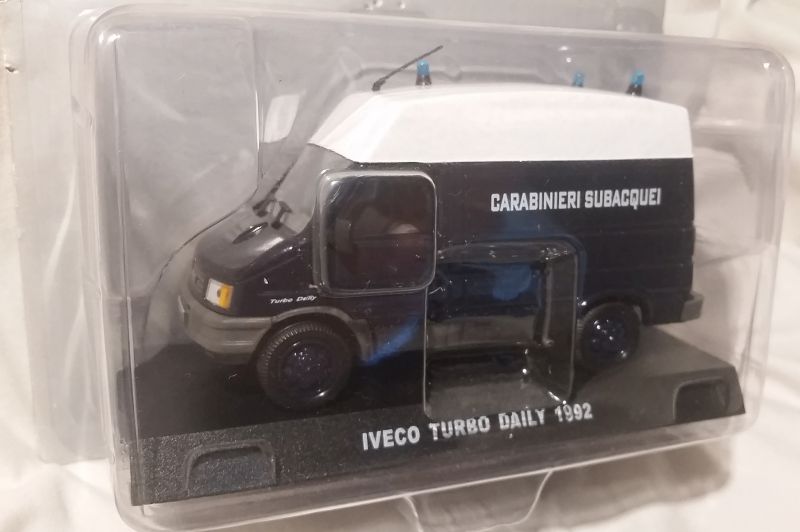 CARABINIERI SUBACQUEI
Turbo Daily
IVECO TURBO DAILY 1992